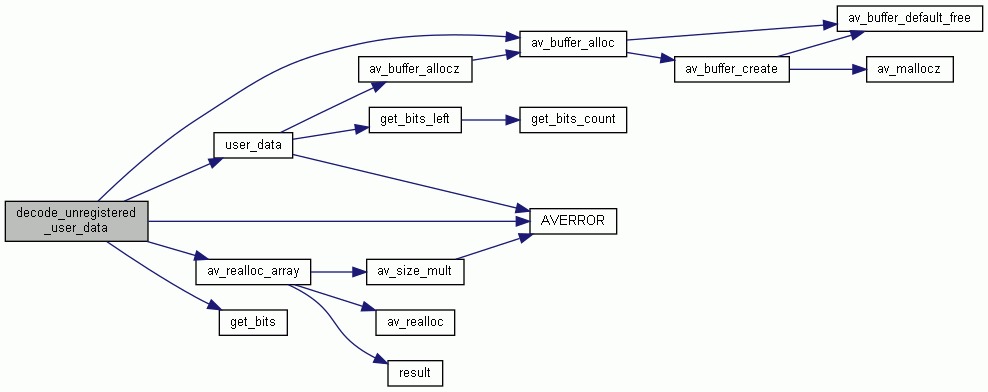 av_buffer_default_free
av_buffer_alloc
av_buffer_allocz
av_buffer_create
av_mallocz
get_bits_left
get_bits_count
user_data
decode_unregistered
_user_data
AVERROR
av_realloc_array
av_size_mult
get_bits
av_realloc
result